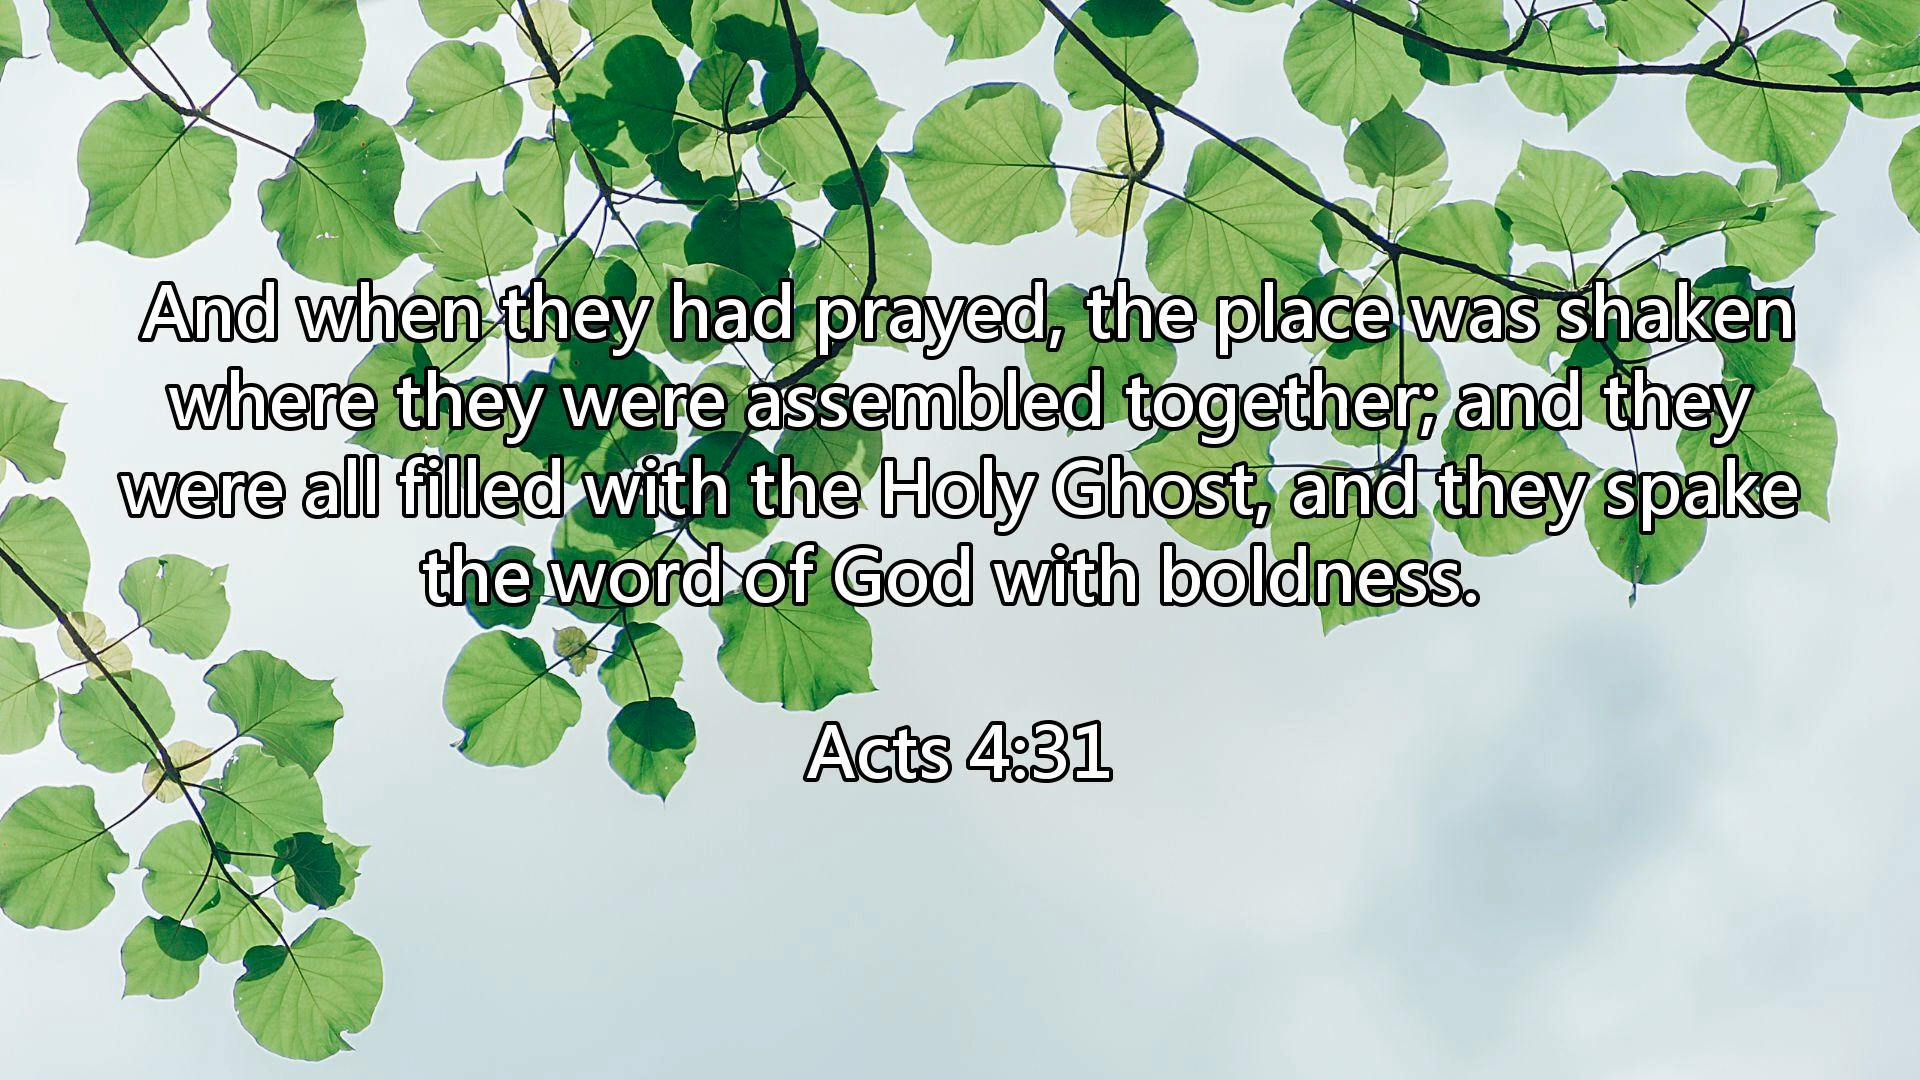 And when they had prayed, the place was shaken
where they were assembled together; and they
were all filled with the Holy Ghost, and they spake
the word of God with boldness.
Acts 4:31